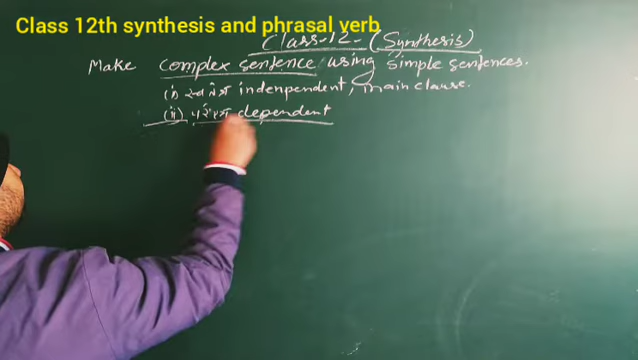 Class 12th synthesis and phrasal verb
Class-12-(Synthesis)
Make complex sentence using simple sentences.
(i) स्वतंत्र indenpendent, main clause.
(ii) परतंत्र dependent